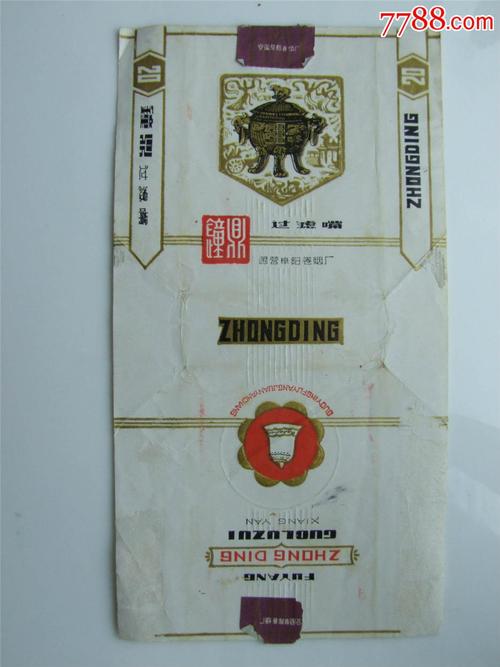 7788.com
20
20
ZHONGDING
过滤嘴
鐘鼎
过滤嘴
国营阜阳卷烟厂
ZHONGDING
GUOYINGFUYANGJUANYANCHANG
XIANG YAN
GUOLUZUI
ZHONG DING
FUYANG